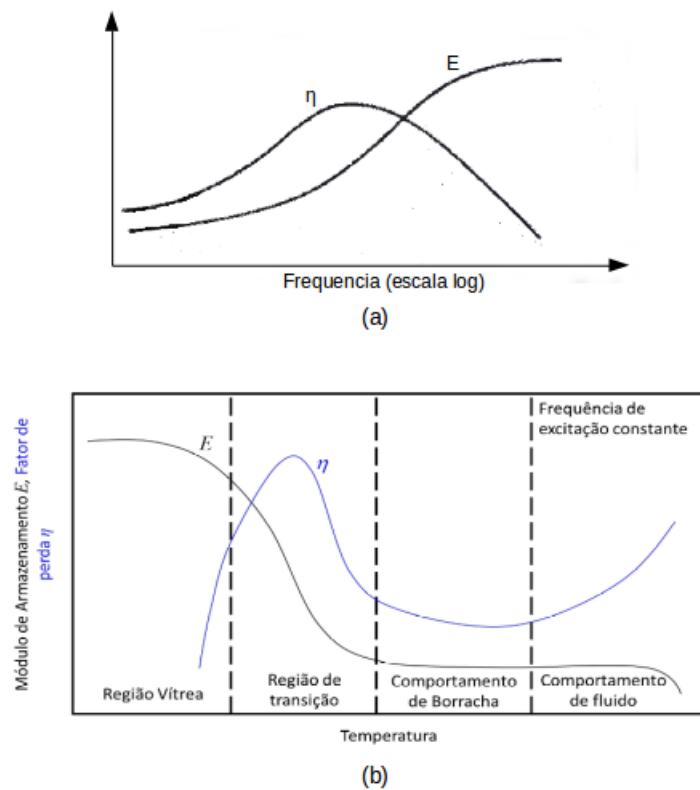 E
η
Frequencia (escala log)
(a)
Módulo de Armazenamento E, Fator de
perda η
Frequência de
excitação constante
E
η
Região Vítrea
Região de
transição
Comportamento
de Borracha
Comportamento
de fluido
Temperatura
(b)